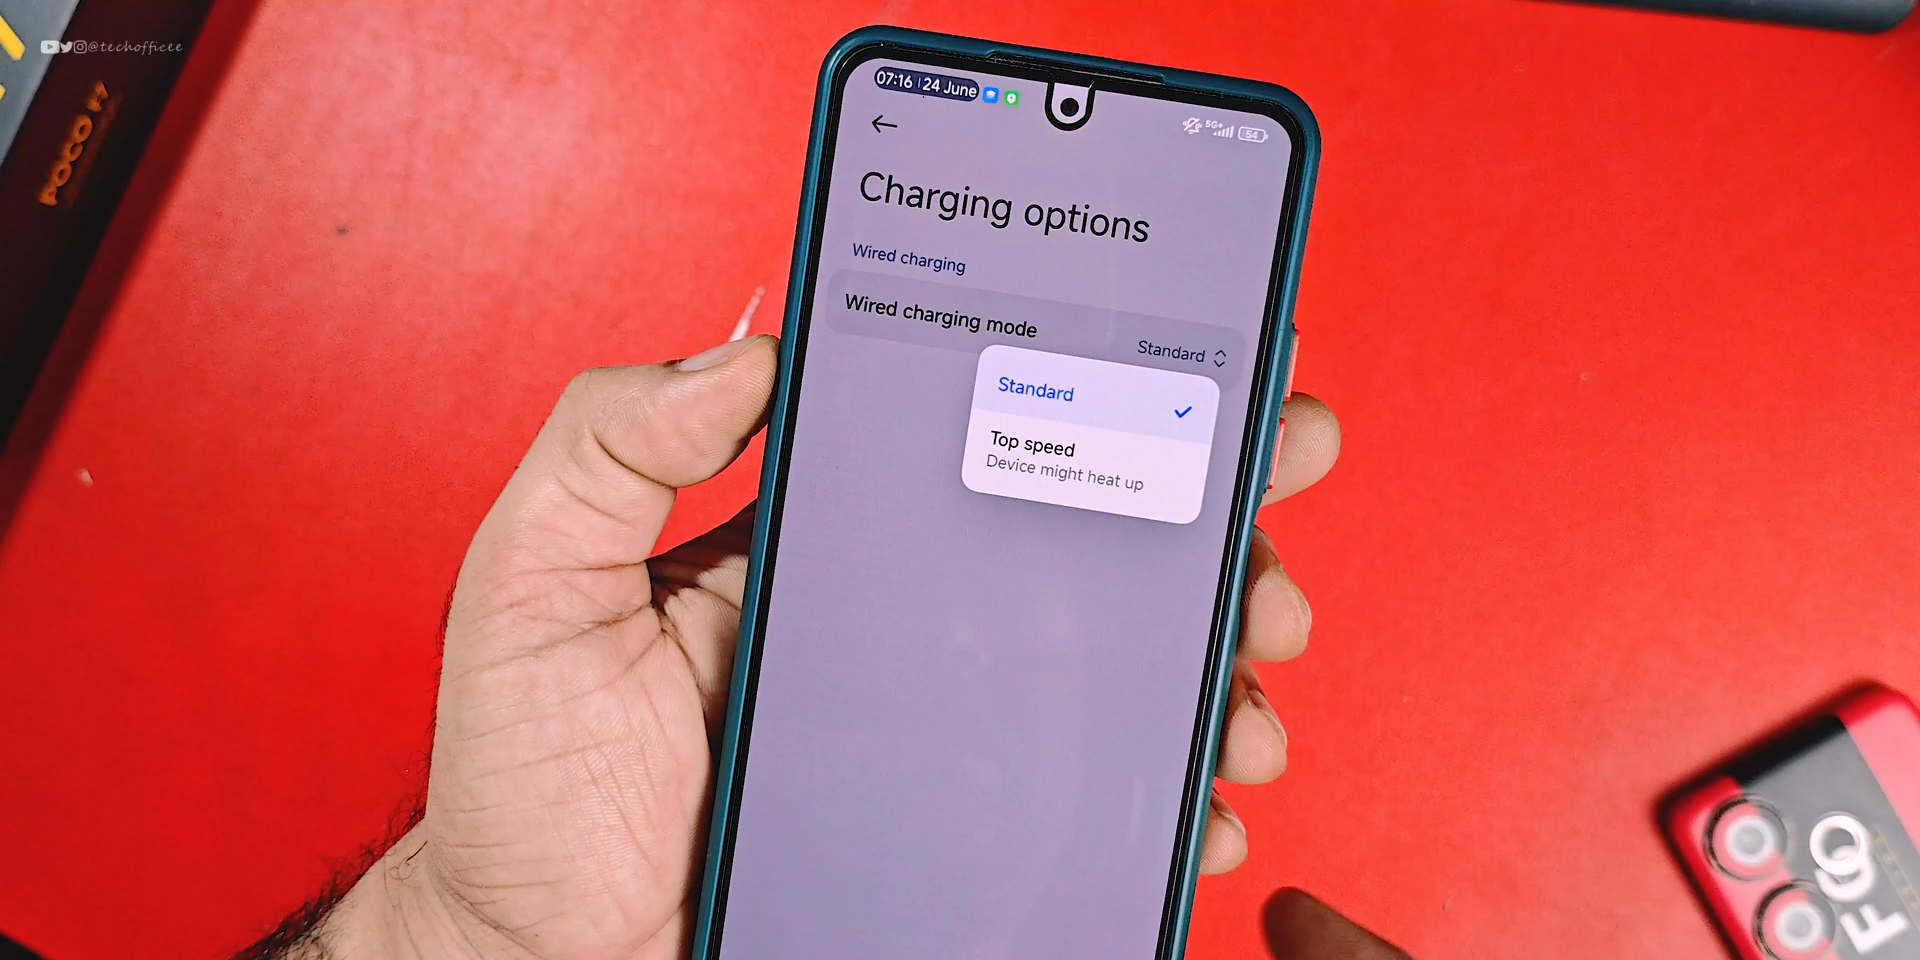 @techofficee
POCO F7
07:16 | 24 June
5G+
54
Charging options
Wired charging
Wired charging mode
Standard
Standard
Top speed
Device might heat up